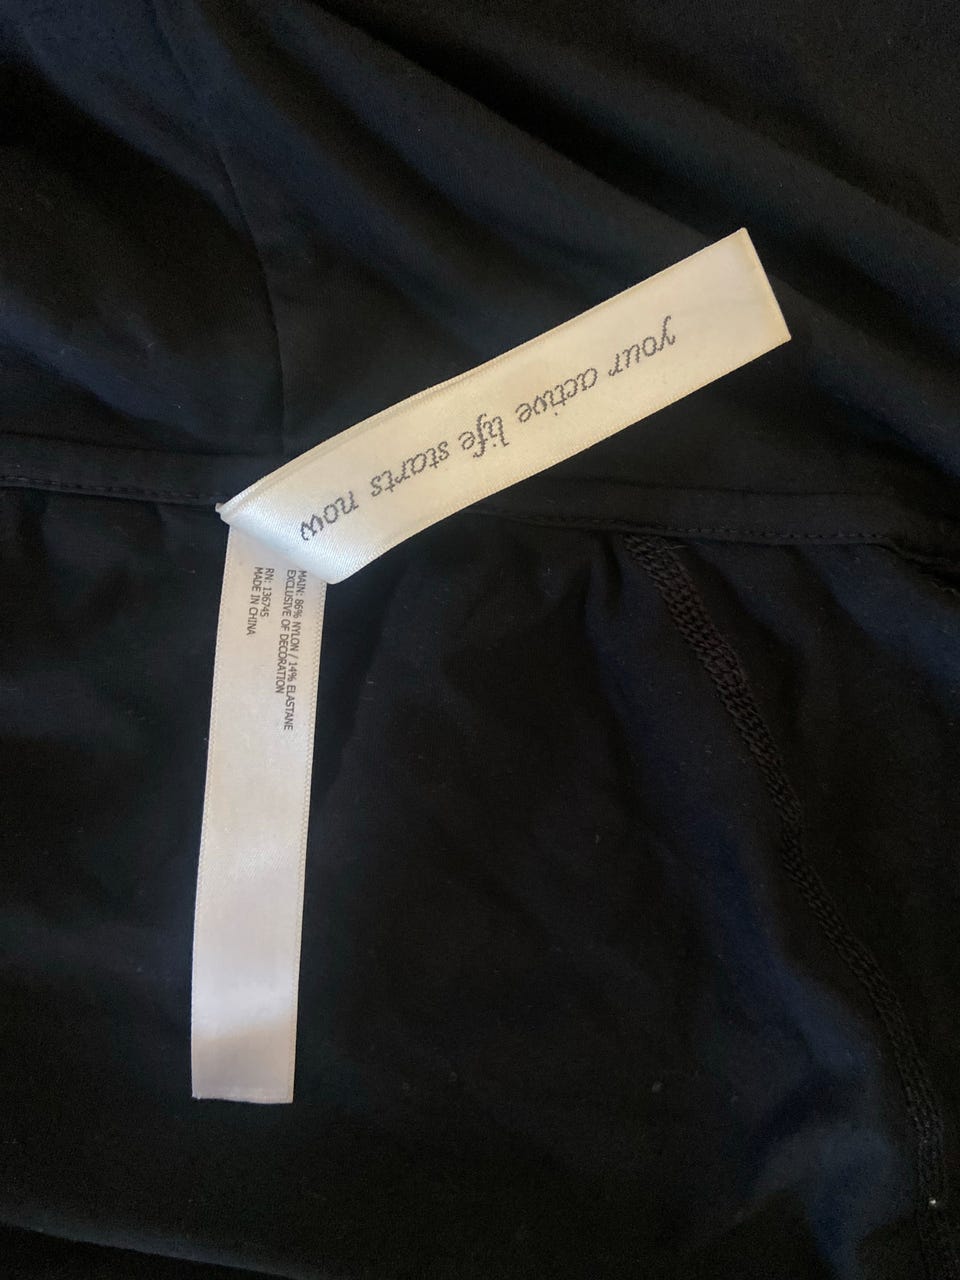 your active life starts now
MAIN: 86% NYLON / 14% ELASTANE
EXCLUSIVE OF DECORATION
RN: 136745
MADE IN CHINA